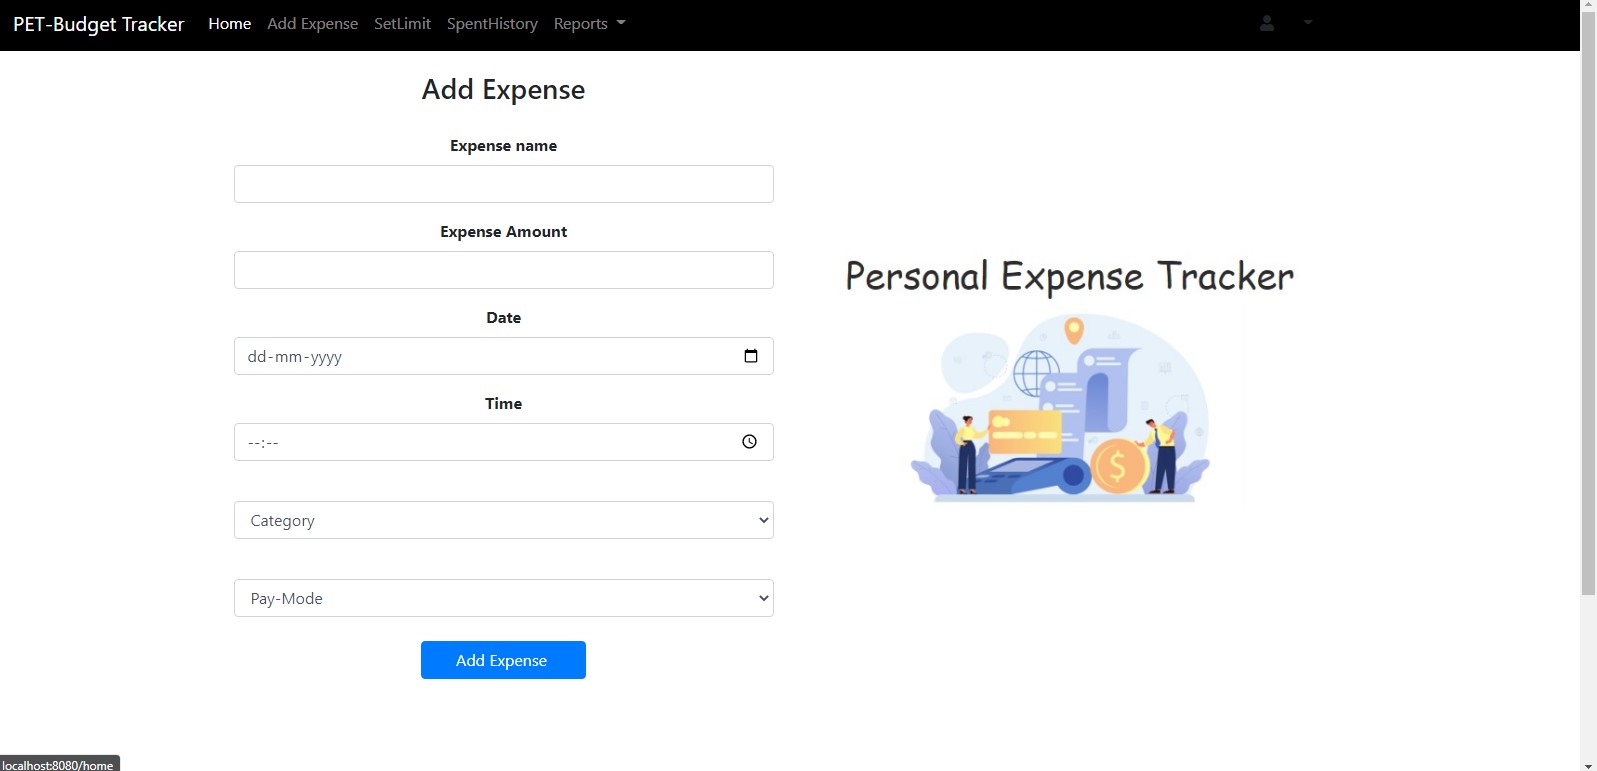 PET-Budget Tracker Home Add Expense SetLimit SpentHistory Reports
Add Expense
Expense name
Expense Amount
Date
dd-mm-yyyy
Time
--:--
Category
Pay-Mode
Add Expense
Personal Expense Tracker
$
localhost:8080/home